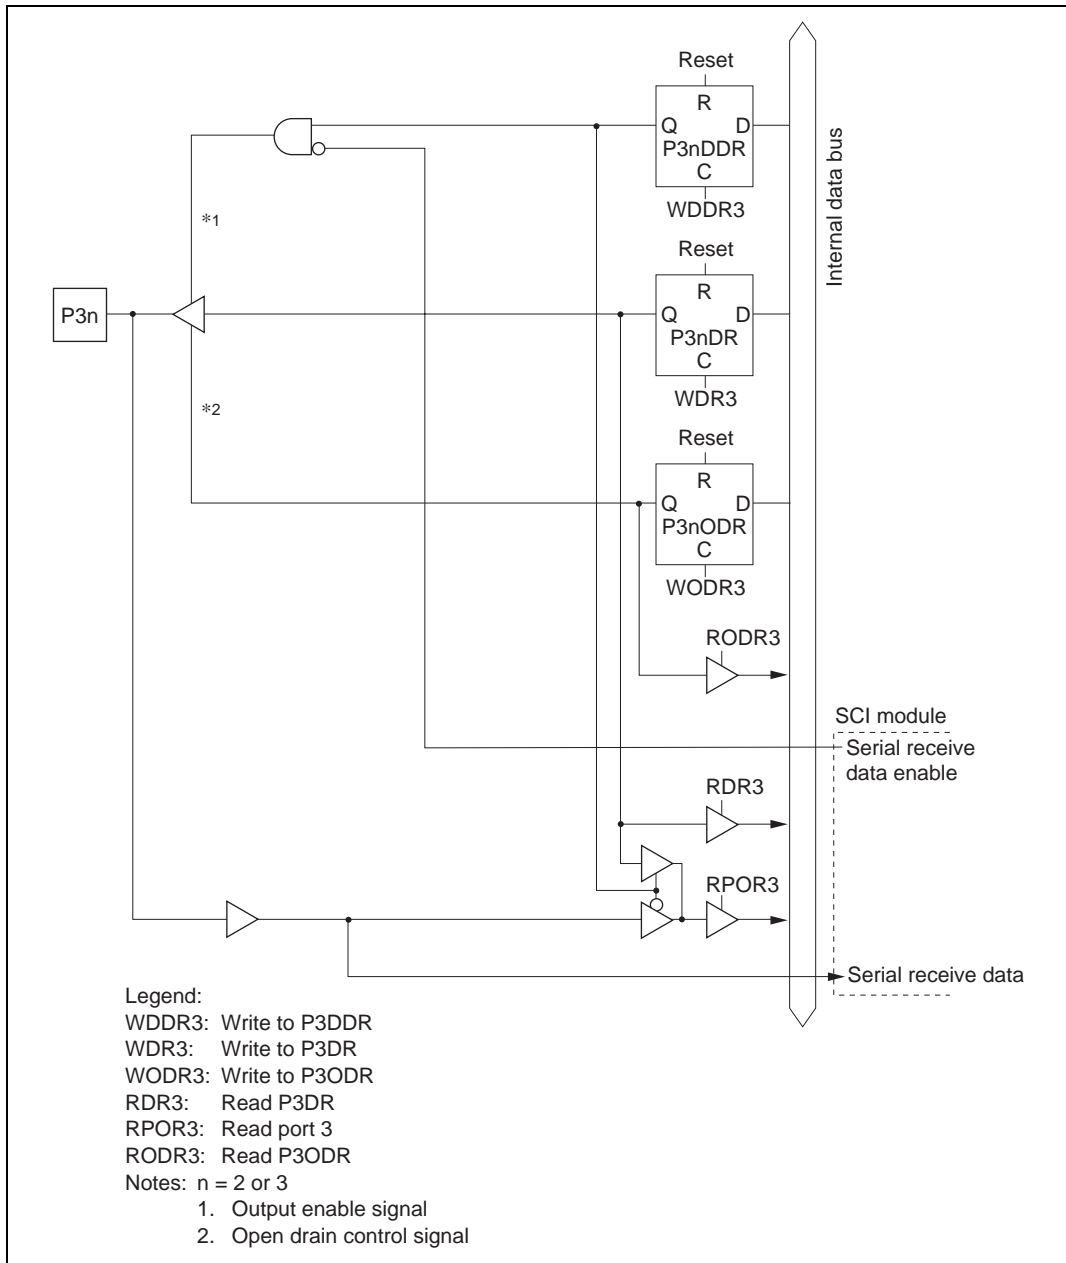 Reset
R
Q D
P3nDDR
C
WDDR3
Internal data bus
*1
Reset
R
P3n
Q D
P3nDR
C
WDR3
*2
Reset
R
Q D
P3nODR
C
WODR3
RODR3
SCI module
Serial receive
data enable
RDR3
RPOR3
Serial receive data
Legend:
WDDR3: Write to P3DDR
WDR3: Write to P3DR
WODR3: Write to P3ODR
RDR3: Read P3DR
RPOR3: Read port 3
RODR3: Read P3ODR
Notes: n = 2 or 3
1. Output enable signal
2. Open drain control signal